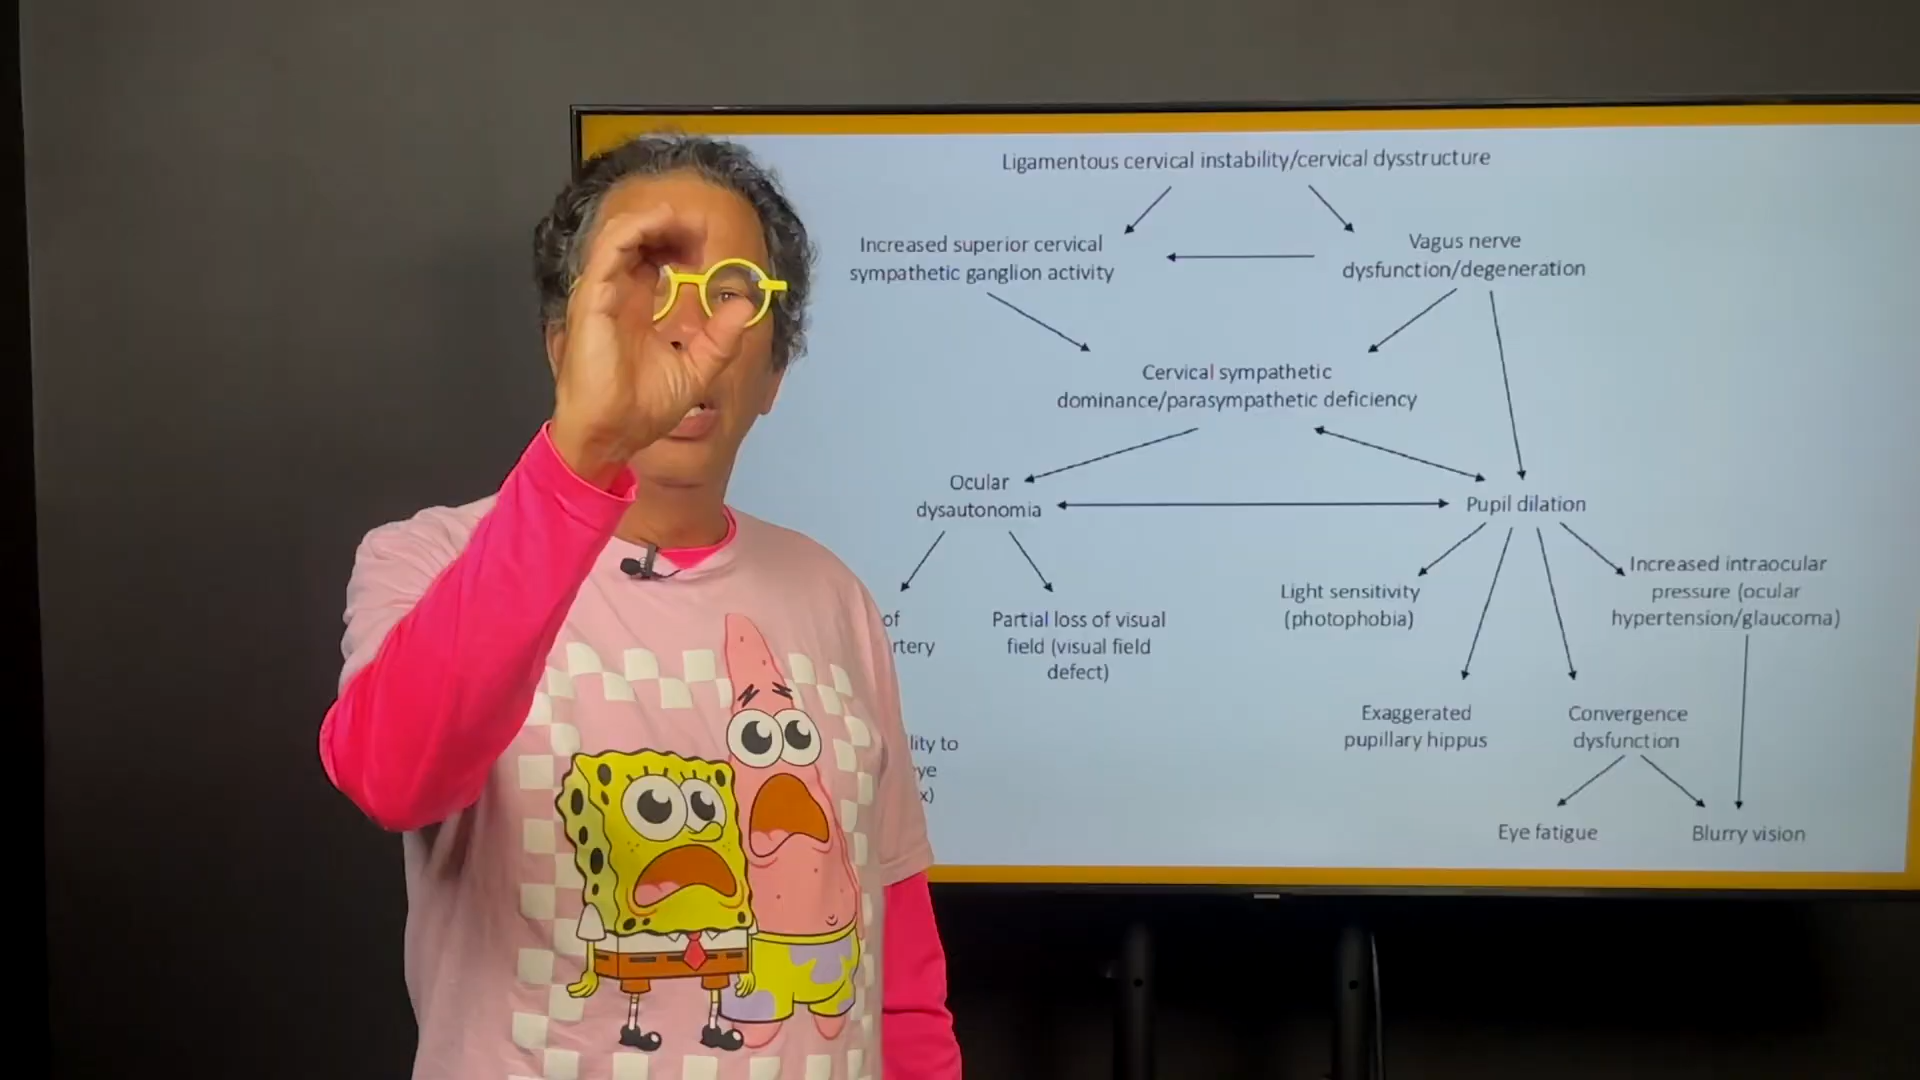 Ligamentous cervical instability/cervical dysstructure
Increased superior cervical
sympathetic ganglion activity
Vagus nerve
dysfunction/degeneration
Cervical sympathetic
dominance/parasympathetic deficiency
Ocular
dysautonomia
Pupil dilation
of
rtery
Partial loss of visual
field (visual field
defect)
Light sensitivity
(photophobia)
Increased intraocular
pressure (ocular
hypertension/glaucoma)
Exaggerated
pupillary hippus
Convergence
dysfunction
lity to
ye
x)
Eye fatigue
Blurry vision